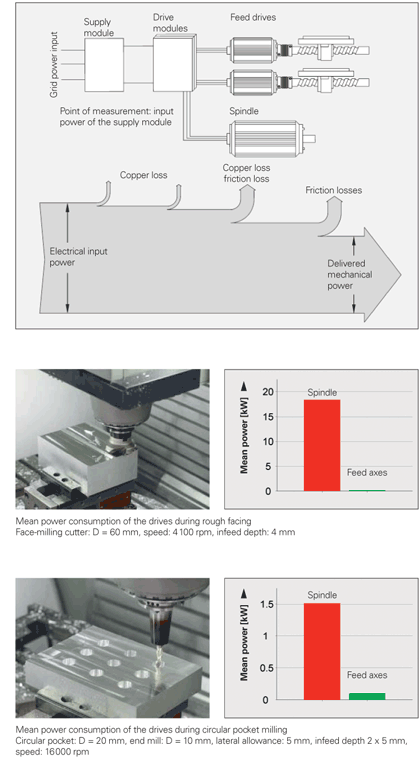 Supply
module
Drive
modules
Feed drives
Grid power input
Point of measurement: input
power of the supply module
Spindle
Copper loss
Copper loss
friction loss
Friction losses
Electrical input
power
Delivered
mechanical
power
Mean power [kW]
20
15
10
5
0
Spindle
Feed axes
Mean power consumption of the drives during rough facing
Face-milling cutter: D = 60 mm, speed: 4100 rpm, infeed depth: 4 mm
Mean power [kW]
1.5
1
0.5
0
Spindle
Feed axes
Mean power consumption of the drives during circular pocket milling
Circular pocket: D = 20 mm, end mill: D = 10 mm, lateral allowance: 5 mm, infeed depth 2 x 5 mm,
speed: 16000 rpm